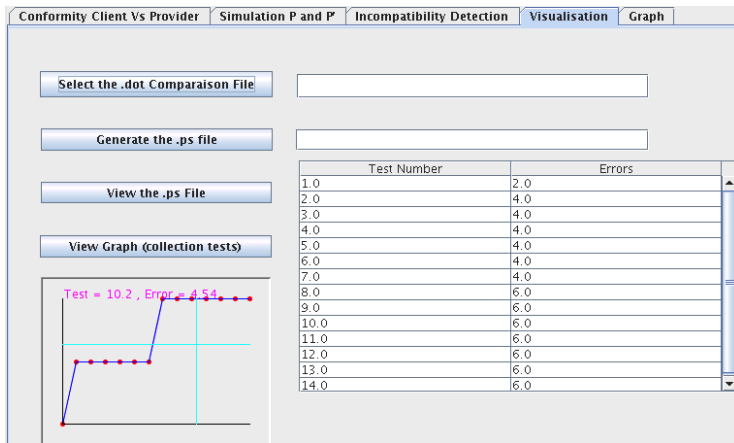 Conformity Client Vs Provider Simulation P and P' Incompatibility Detection Visualisation Graph
Select the .dot Comparaison File
Generate the .ps file
View the .ps File
View Graph (collection tests)
Test = 10.2 , Error = 4.54
Test Number Errors
1.0 2.0
2.0 4.0
3.0 4.0
4.0 4.0
5.0 4.0
6.0 4.0
7.0 4.0
8.0 6.0
9.0 6.0
10.0 6.0
11.0 6.0
12.0 6.0
13.0 6.0
14.0 6.0